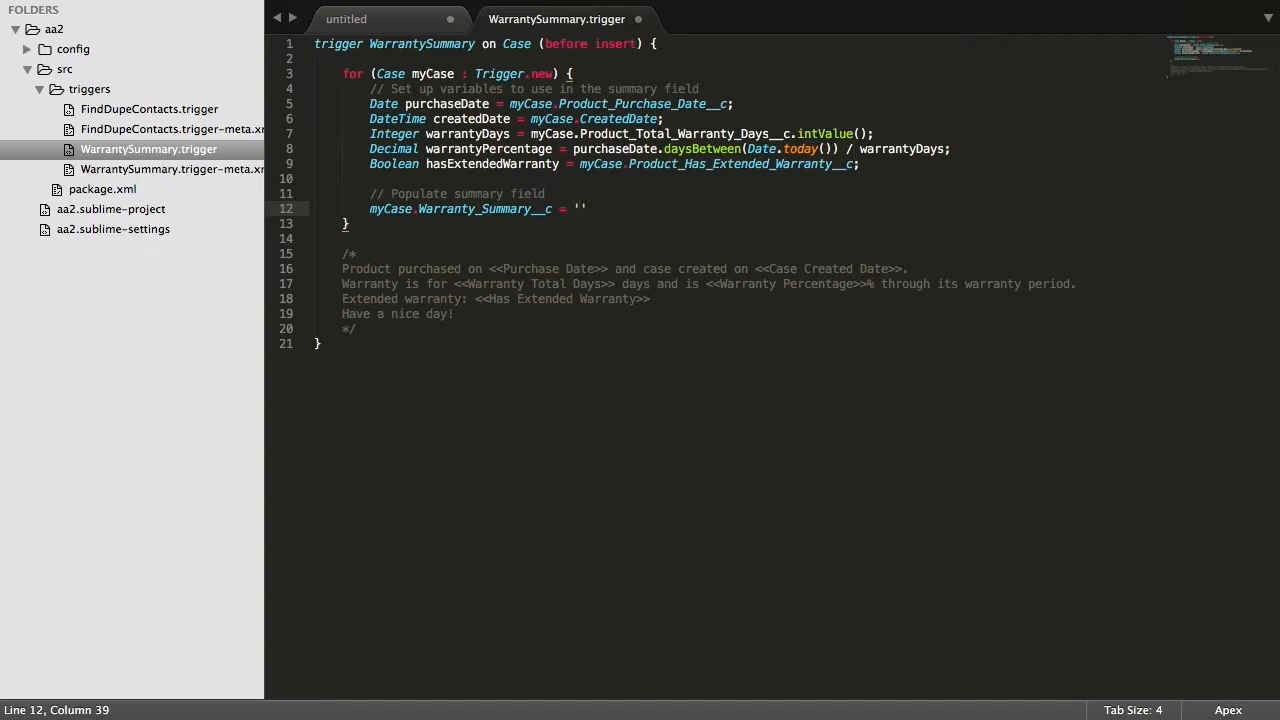 FOLDERS
aa2
config
src
triggers
FindDupeContacts.trigger
FindDupeContacts.trigger-meta.xr
WarrantySummary.trigger
WarrantySummary.trigger-meta.xr
package.xml
aa2.sublime-project
aa2.sublime-settings
untitled
WarrantySummary.trigger
1 trigger WarrantySummary on Case (before insert) {
2
3 for (Case myCase : Trigger.new) {
4 // Set up variables to use in the summary field
5 Date purchaseDate = myCase.Product_Purchase_Date__c;
6 DateTime createdDate = myCase.CreatedDate;
7 Integer warrantyDays = myCase.Product_Total_Warranty_Days__c.intValue();
8 Decimal warrantyPercentage = purchaseDate.daysBetween(Date.today()) / warrantyDays;
9 Boolean hasExtendedWarranty = myCase.Product_Has_Extended_Warranty__c;
10
11 // Populate summary field
12 myCase.Warranty_Summary__c = ''
13 }
14
15 /*
16 Product purchased on <<Purchase Date>> and case created on <<Case Created Date>>.
17 Warranty is for <<Warranty Total Days>> days and is <<Warranty Percentage>>% through its warranty period.
18 Extended warranty: <<Has Extended Warranty>>
19 Have a nice day!
20 */
21 }
Line 12, Column 39
Tab Size: 4
Apex